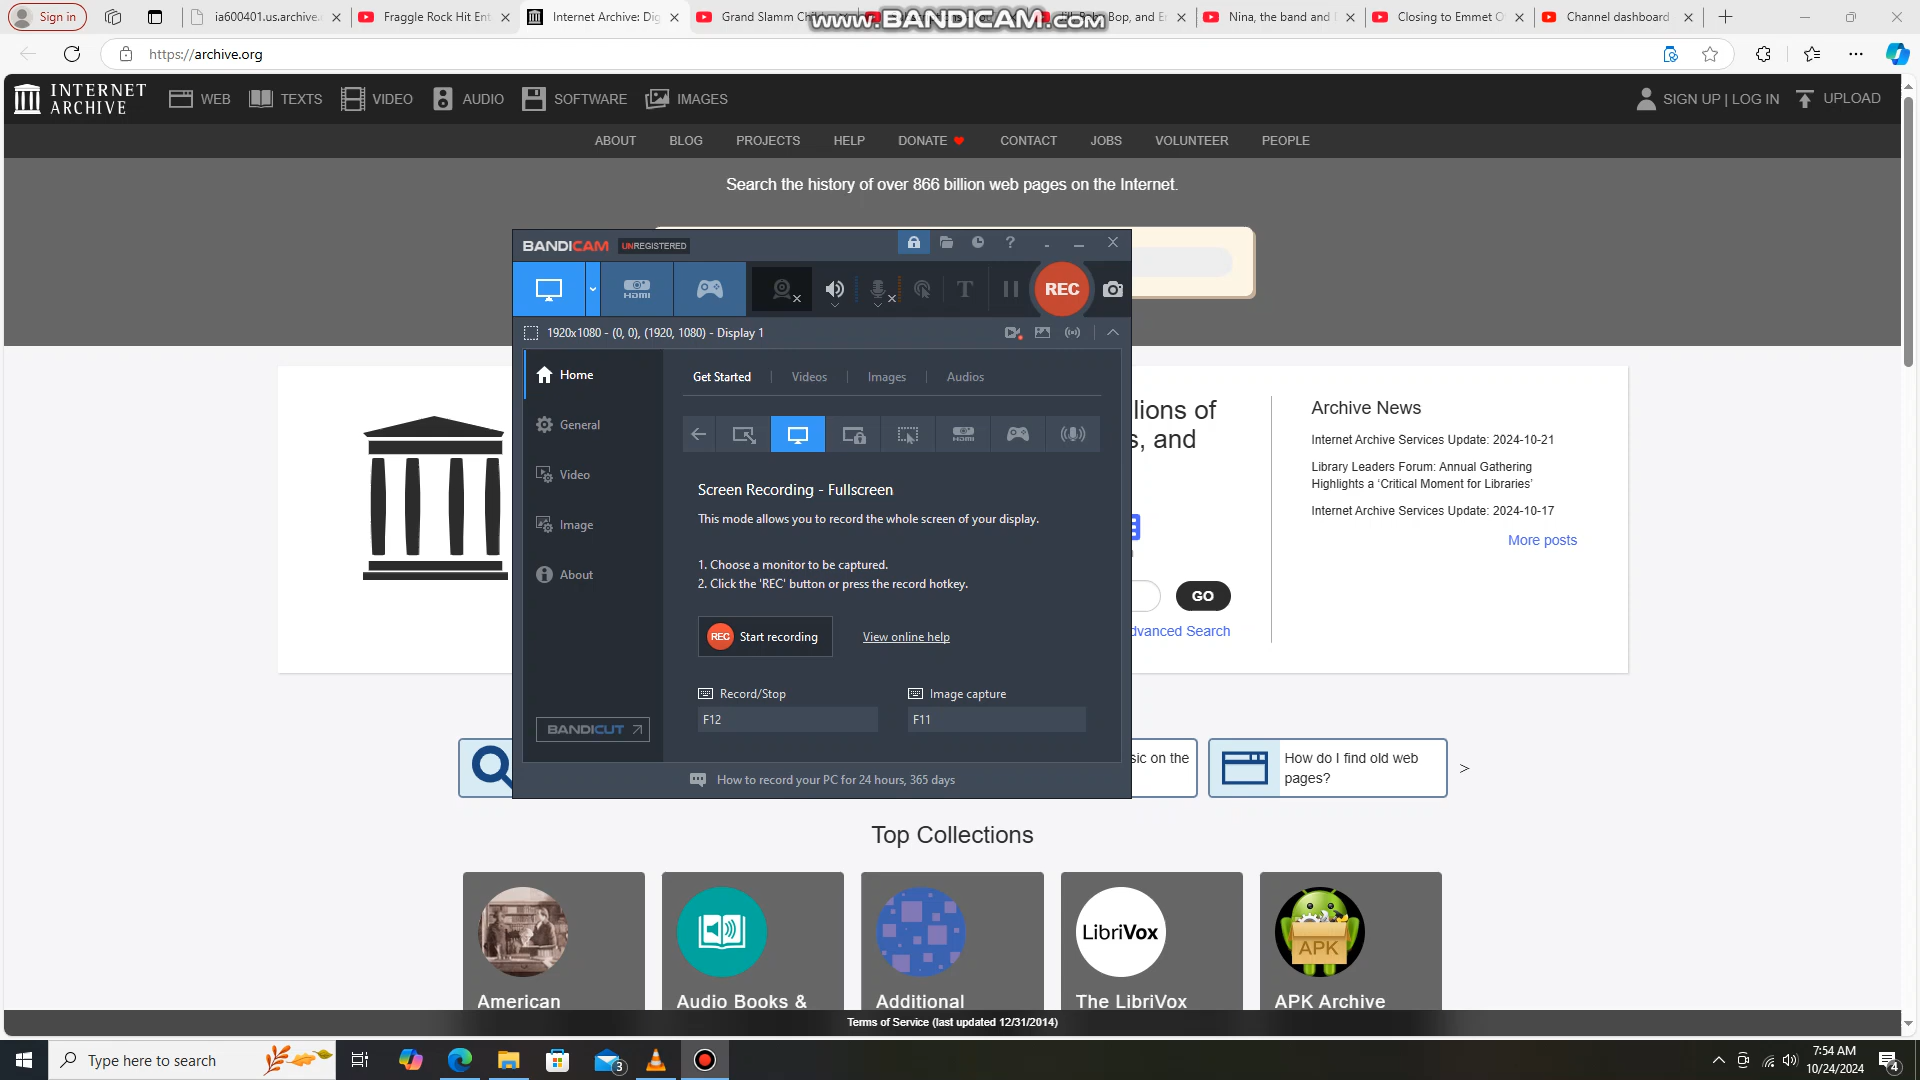 Sign in
ia600401.us.archive.
Fraggle Rock Hit Ent
Internet Archive: Dig
Grand Slamm Chi
Nina, the band and
Closing to Emmet O
Channel dashboard
www.BANDICAM.com
https://archive.org
INTERNET
ARCHIVE
WEB
TEXTS
VIDEO
AUDIO
SOFTWARE
IMAGES
SIGN UP | LOG IN
UPLOAD
ABOUT
BLOG
PROJECTS
HELP
DONATE
CONTACT
JOBS
VOLUNTEER
PEOPLE
Search the history of over 866 billion web pages on the Internet.
BANDICAM UNREGISTERED
HDMI
REC
1920x1080 - (0, 0), (1920, 1080) - Display 1
Home
General
Video
Image
About
BANDICUT
Get Started
Videos
Images
Audios
HDMI
Screen Recording - Fullscreen
This mode allows you to record the whole screen of your display.
1. Choose a monitor to be captured.
2. Click the 'REC' button or press the record hotkey.
REC Start recording
View online help
Record/Stop
F12
Image capture
F11
How to record your PC for 24 hours, 365 days
lions of
s, and
GO
dvanced Search
Archive News
Internet Archive Services Update: 2024-10-21
Library Leaders Forum: Annual Gathering
Highlights a ‘Critical Moment for Libraries’
Internet Archive Services Update: 2024-10-17
More posts
sic on the
How do I find old web
pages?
>
Top Collections
American
Audio Books &
Additional
LibriVox
The LibriVox
APK
APK Archive
Terms of Service (last updated 12/31/2014)
Type here to search
3
7:54 AM
10/24/2024
4